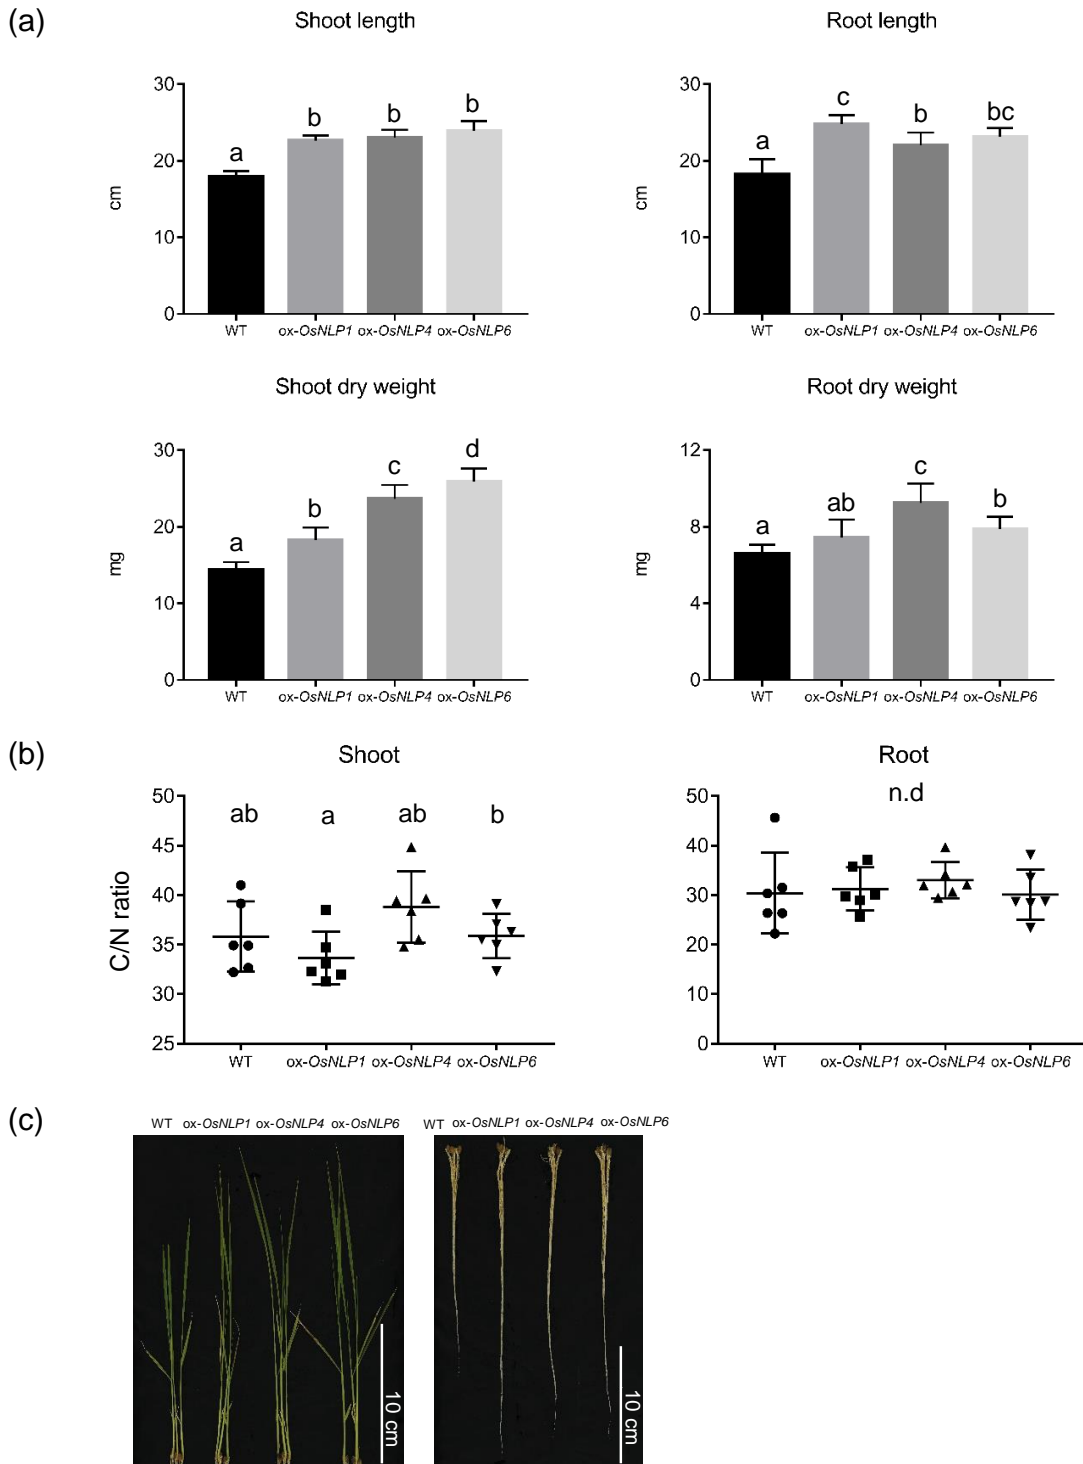 (a)
Shoot length
Root length
30
20
10
0
cm
a
b
b
b
WT
ox-OsNLP1
ox-OsNLP4
ox-OsNLP6
30
20
10
0
cm
a
c
b
bc
WT
ox-OsNLP1
ox-OsNLP4
ox-OsNLP6
Shoot dry weight
Root dry weight
30
20
10
0
mg
a
b
c
d
WT
ox-OsNLP1
ox-OsNLP4
ox-OsNLP6
12
8
4
0
mg
a
ab
c
b
WT
ox-OsNLP1
ox-OsNLP4
ox-OsNLP6
(b)
Shoot
Root
50
45
40
35
30
25
C/N ratio
ab
a
ab
b
WT
ox-OsNLP1
ox-OsNLP4
ox-OsNLP6
50
40
30
20
10
0
n.d
WT
ox-OsNLP1
ox-OsNLP4
ox-OsNLP6
(c)
WT ox-OsNLP1 ox-OsNLP4 ox-OsNLP6
10 cm
WT ox-OsNLP1 ox-OsNLP4 ox-OsNLP6
10 cm